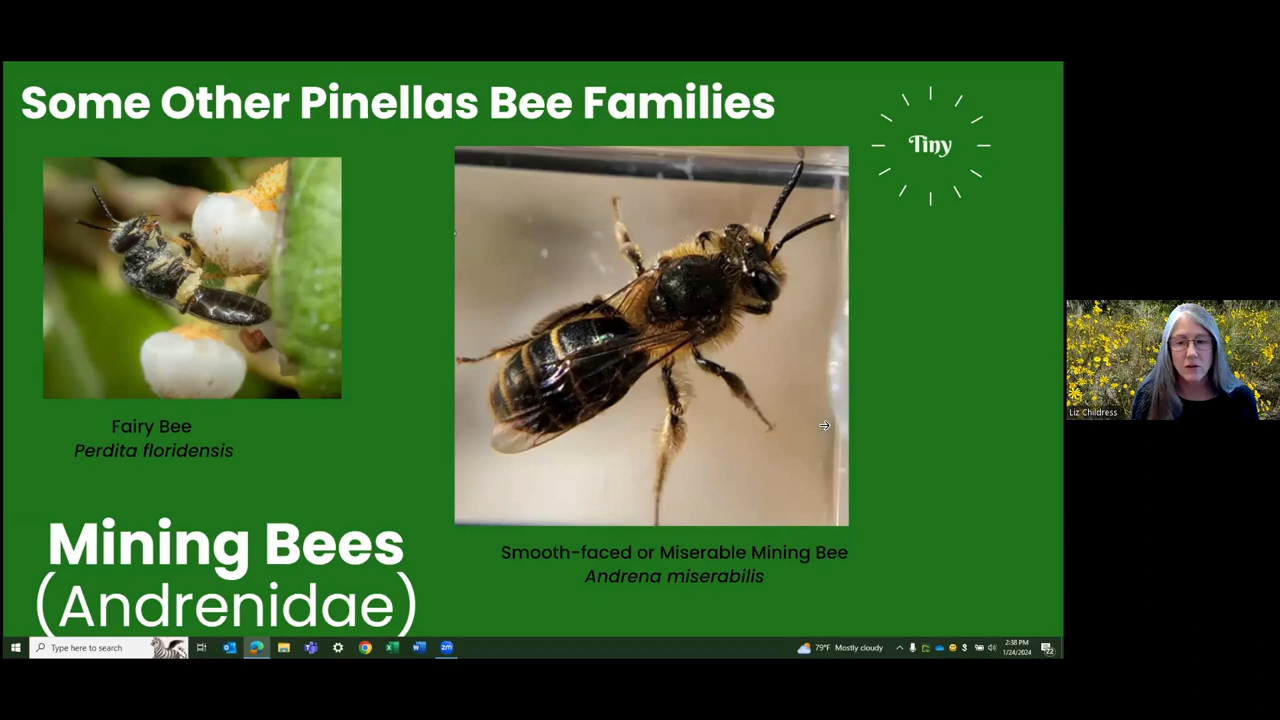 Some Other Pinellas Bee Families
Tiny
Fairy Bee
Perdita floridensis
Smooth-faced or Miserable Mining Bee
Andrena miserabilis
Mining Bees
(Andrenidae)
Liz Childress
Type here to search
79°F Mostly cloudy
2:38 PM
1/24/2024
22